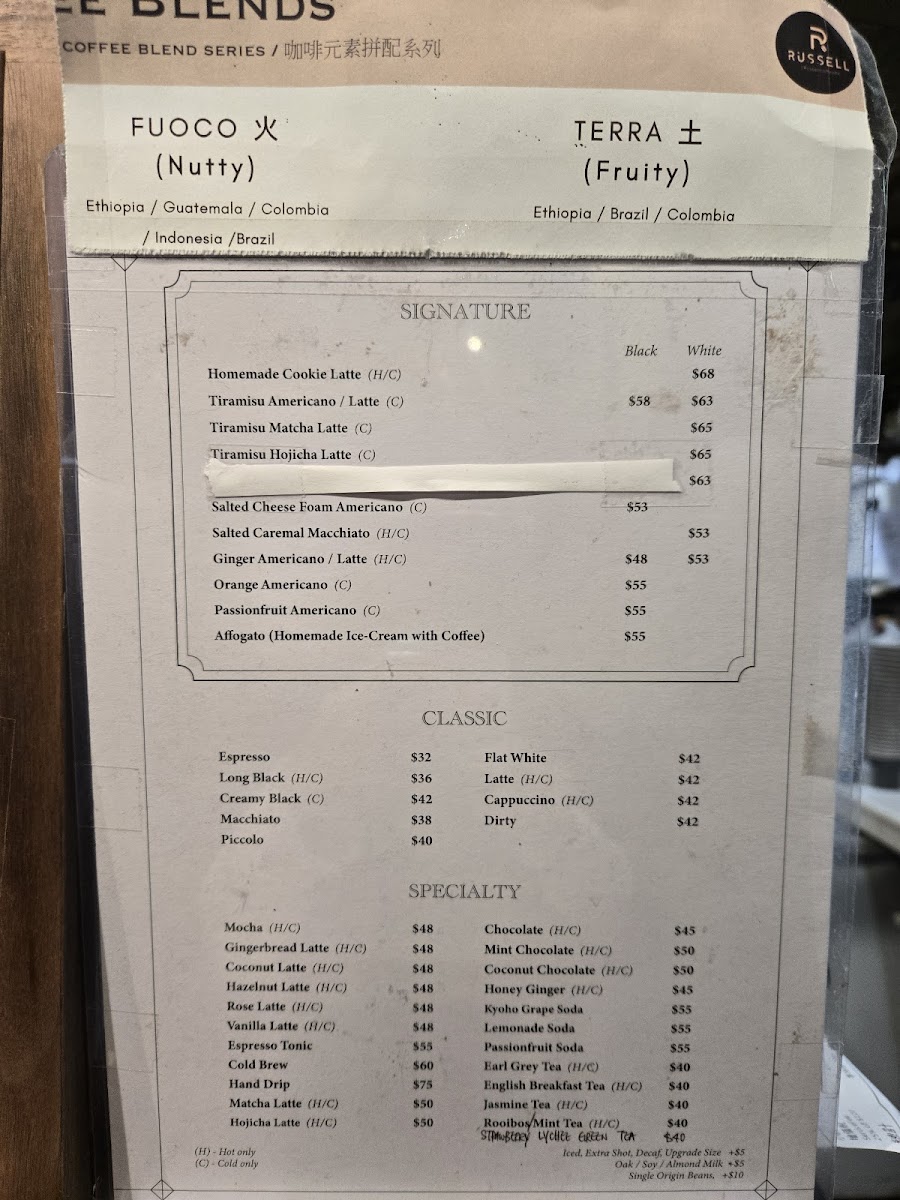 EE BLENDS
COFFEE BLEND SERIES / 咖啡元素拼配系列
R
RUSSELL
FUOCO 火
(Nutty)
Ethiopia / Guatemala / Colombia
/ Indonesia /Brazil
TERRA 土
(Fruity)
Ethiopia / Brazil / Colombia
SIGNATURE
Black White
Homemade Cookie Latte (H/C) $68
Tiramisu Americano / Latte (C) $58 $63
Tiramisu Matcha Latte (C) $65
Tiramisu Hojicha Latte (C) $65
$63
Salted Cheese Foam Americano (C) $53
Salted Caremal Macchiato (H/C) $53
Ginger Americano / Latte (H/C) $48 $53
Orange Americano (C) $55
Passionfruit Americano (C) $55
Affogato (Homemade Ice-Cream with Coffee) $55
CLASSIC
Espresso $32
Long Black (H/C) $36
Creamy Black (C) $42
Macchiato $38
Piccolo $40
Flat White $42
Latte (H/C) $42
Cappuccino (H/C) $42
Dirty $42
SPECIALTY
Mocha (H/C) $48
Gingerbread Latte (H/C) $48
Coconut Latte (H/C) $48
Hazelnut Latte (H/C) $48
Rose Latte (H/C) $48
Vanilla Latte (H/C) $48
Espresso Tonic $55
Cold Brew $60
Hand Drip $75
Matcha Latte (H/C) $50
Hojicha Latte (H/C) $50
Chocolate (H/C) $45
Mint Chocolate (H/C) $50
Coconut Chocolate (H/C) $50
Honey Ginger (H/C) $45
Kyoho Grape Soda $55
Lemonade Soda $55
Passionfruit Soda $55
Earl Grey Tea (H/C) $40
English Breakfast Tea (H/C) $40
Jasmine Tea (H/C) $40
Rooibos/Mint Tea (H/C) $40
STRAWBERRY LYCHEE GREEN TEA $40
(H) - Hot only
(C) - Cold only
Iced, Extra Shot, Decaf, Upgrade Size +$5
Oak / Soy / Almond Milk +$5
Single Origin Beans, +$10